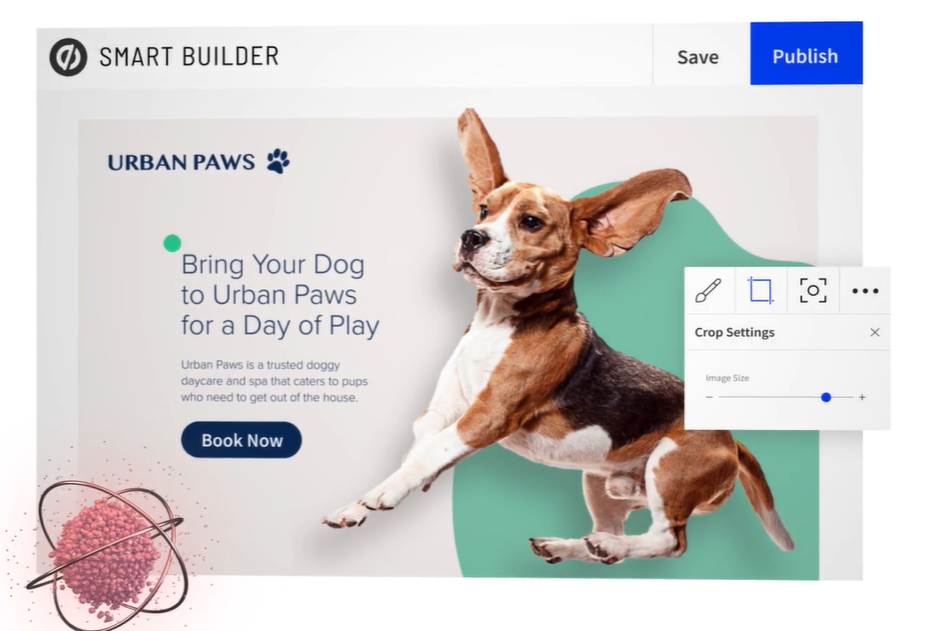 SMART BUILDER
Save
Publish
URBAN PAWS
Bring Your Dog
to Urban Paws
for a Day of Play
Urban Paws is a trusted doggy
daycare and spa that caters to pups
who need to get out of the house.
Book Now
Crop Settings
Image Size